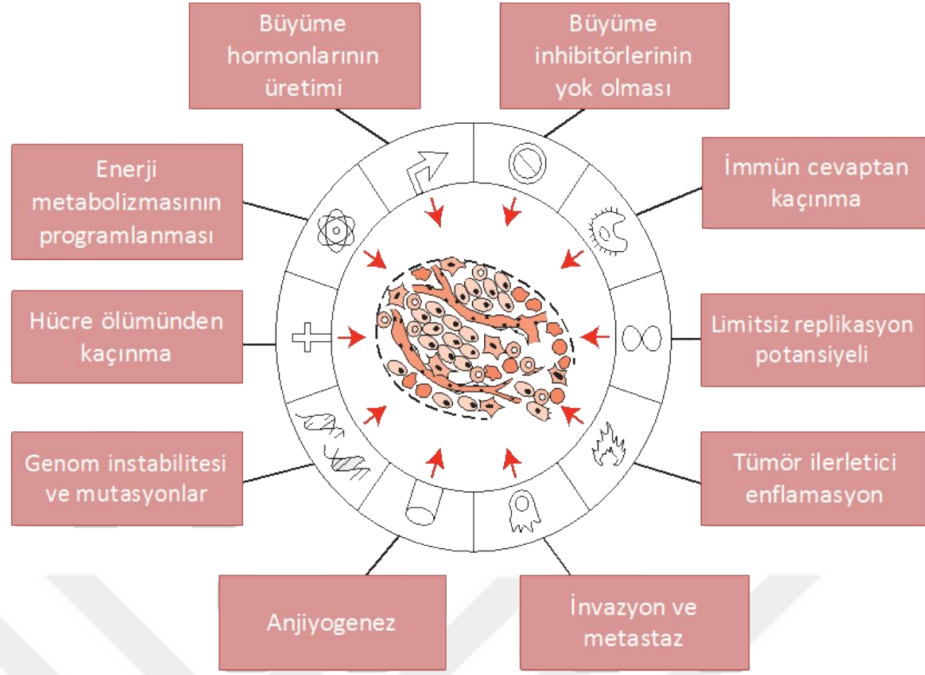 Büyüme
hormonlarının
üretimi
Büyüme
inhibitörlerinin
yok olması
Enerji
metabolizmasının
programlanması
İmmün cevaptan
kaçınma
Hücre ölümünden
kaçınma
Limitsiz replikasyon
potansiyeli
Genom instabilitesi
ve mutasyonlar
Tümör ilerletici
enflamasyon
Anjiyogenez
İnvazyon ve
metastaz